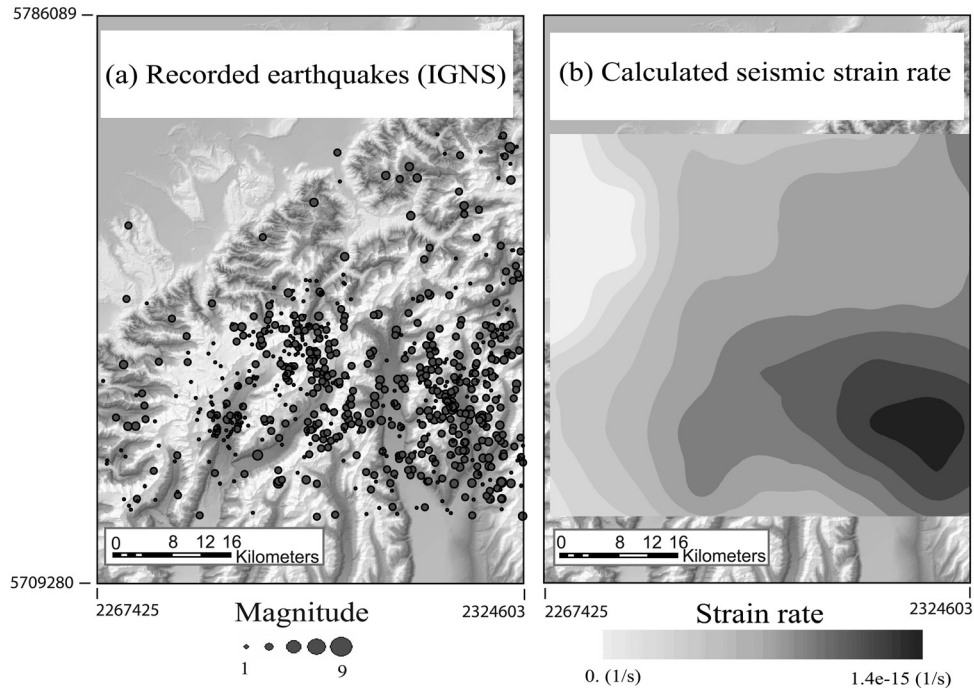 5786089
(a) Recorded earthquakes (IGNS)
(b) Calculated seismic strain rate
0 8 12 16
Kilometers
0 8 12 16
Kilometers
5709280
2267425
2324603
2267425
2324603
Magnitude
1
9
Strain rate
0. (1/s)
1.4e-15 (1/s)